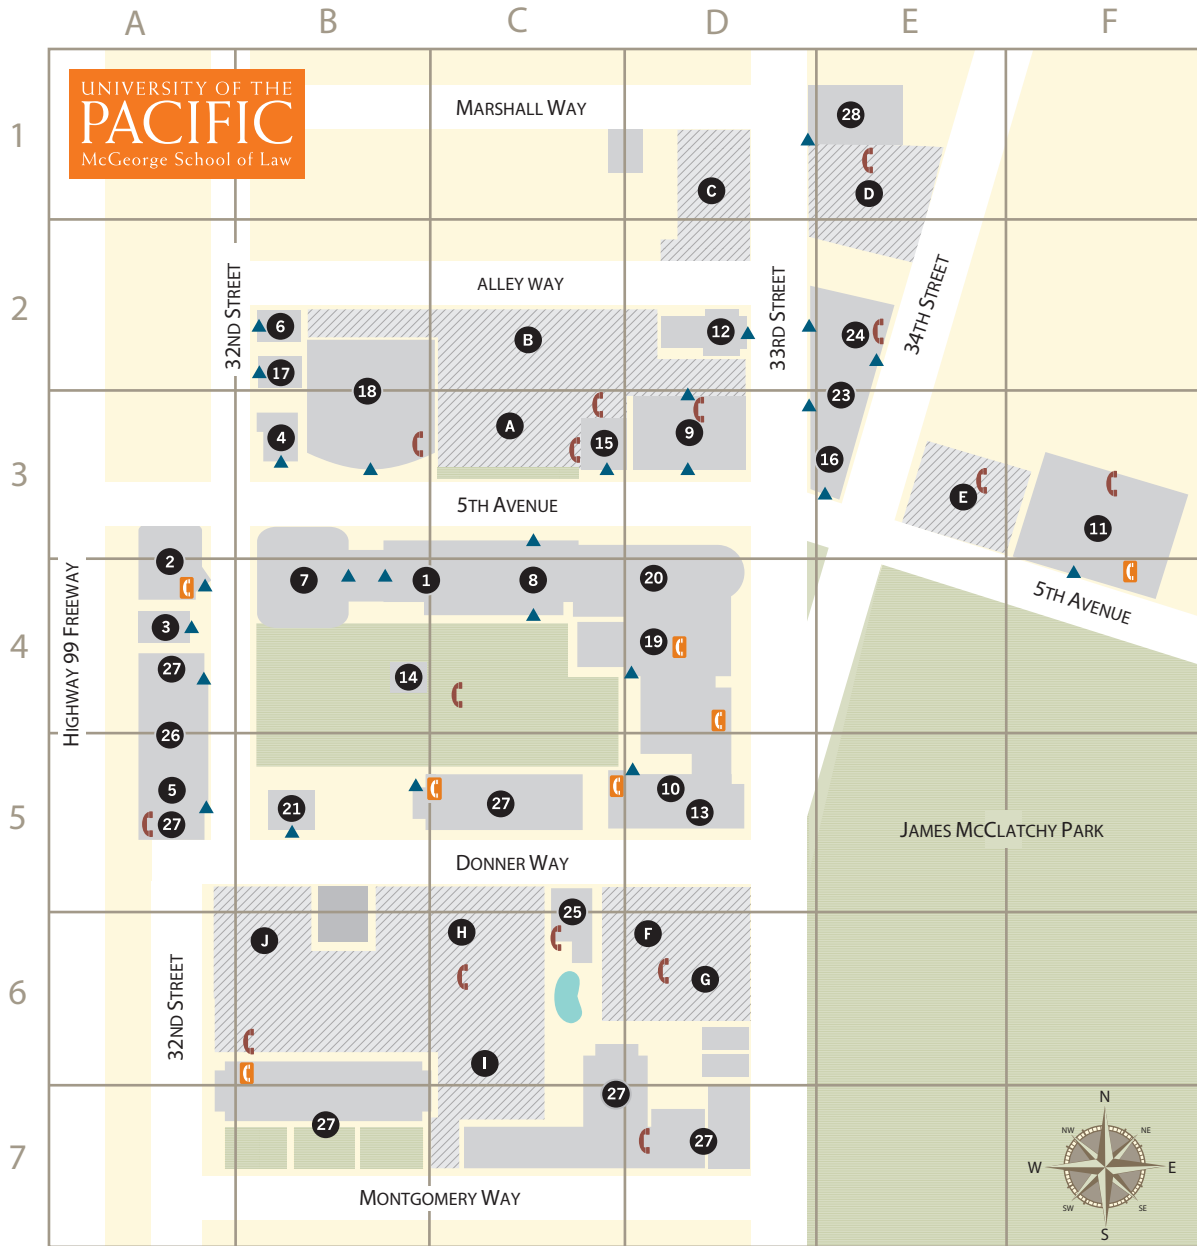 A B C D E F
UNIVERSITY OF THE
PACIFIC
McGeorge School of Law
1
MARSHALL WAY
28
C
D
2
32ND STREET
ALLEY WAY
33RD STREET
34TH STREET
6
B
12
24
17
18
23
3
4
A
15
9
16
E
11
5TH AVENUE
HIGHWAY 99 FREEWAY
2
7
1
8
20
5TH AVENUE
4
3
19
27
14
26
5
5
21
27
10
13
27
JAMES MCCLATCHY PARK
DONNER WAY
25
J
H
F
G
6
32ND STREET
I
27
27
27
7
MONTGOMERY WAY
N
NW NE
W E
SW SE
S